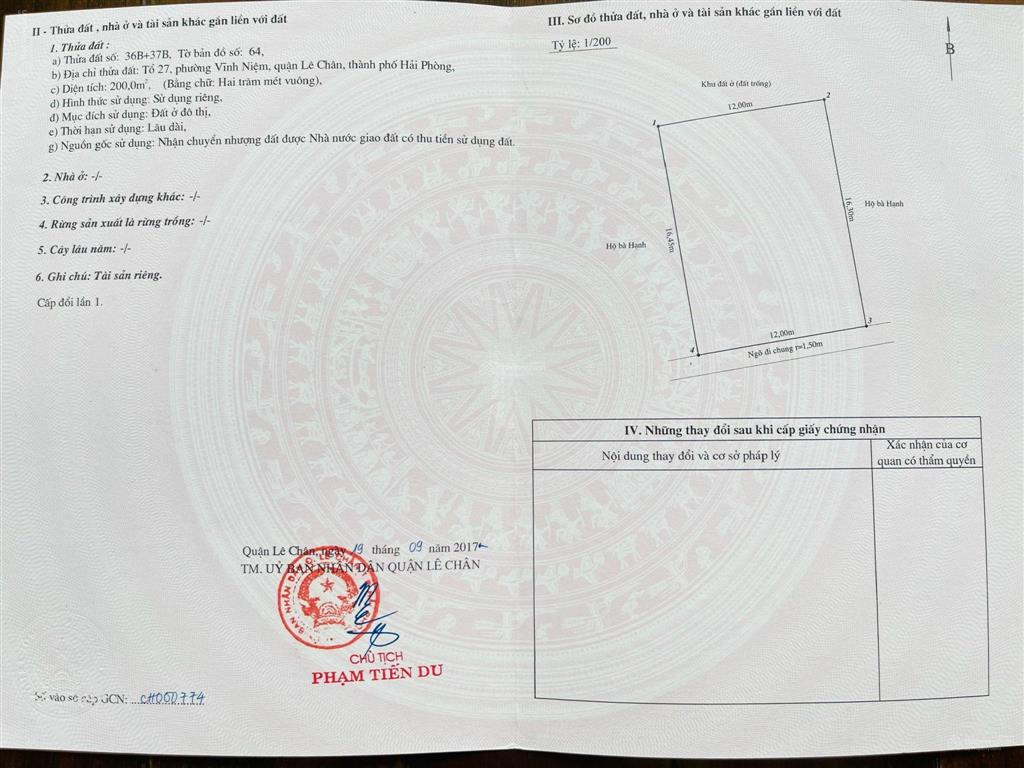 II - Thửa đất , nhà ở và tài sản khác gắn liền với đất
1. Thửa đất :
a) Thửa đất số: 36B+37B, Tờ bản đồ số: 64,
b) Địa chỉ thửa đất: Tổ 27, phường Vĩnh Niệm, quận Lê Chân, thành phố Hải Phòng,
c) Diện tích: 200,0m², (Bằng chữ: Hai trăm mét vuông),
d) Hình thức sử dụng: Sử dụng riêng,
đ) Mục đích sử dụng: Đất ở đô thị,
e) Thời hạn sử dụng: Lâu dài,
g) Nguồn gốc sử dụng: Nhận chuyển nhượng đất được Nhà nước giao đất có thu tiền sử dụng đất.
2. Nhà ở: -/-
3. Công trình xây dựng khác: -/-
4. Rừng sản xuất là rừng trồng: -/-
5. Cây lâu năm: -/-
6. Ghi chú: Tài sản riêng.
Cấp đổi lần 1.
Quận Lê Chân, ngày 19 tháng 09 năm 2017
TM. UỶ BAN NHÂN DÂN QUẬN LÊ CHÂN
CHỦ TỊCH
PHẠM TIẾN DU
Số vào sổ cấp GCN: CH000774
III. Sơ đồ thửa đất, nhà ở và tài sản khác gắn liền với đất
Tỷ lệ: 1/200
B
Khu đất ở (đất trống)
12,00m
1
2
16,30m
Hộ bà Hạnh
Hộ bà Hạnh
16,45m
12,00m
3
4
Ngõ đi chung r=1,50m
IV. Những thay đổi sau khi cấp giấy chứng nhận
Nội dung thay đổi và cơ sở pháp lý
Xác nhận của cơ
quan có thẩm quyền